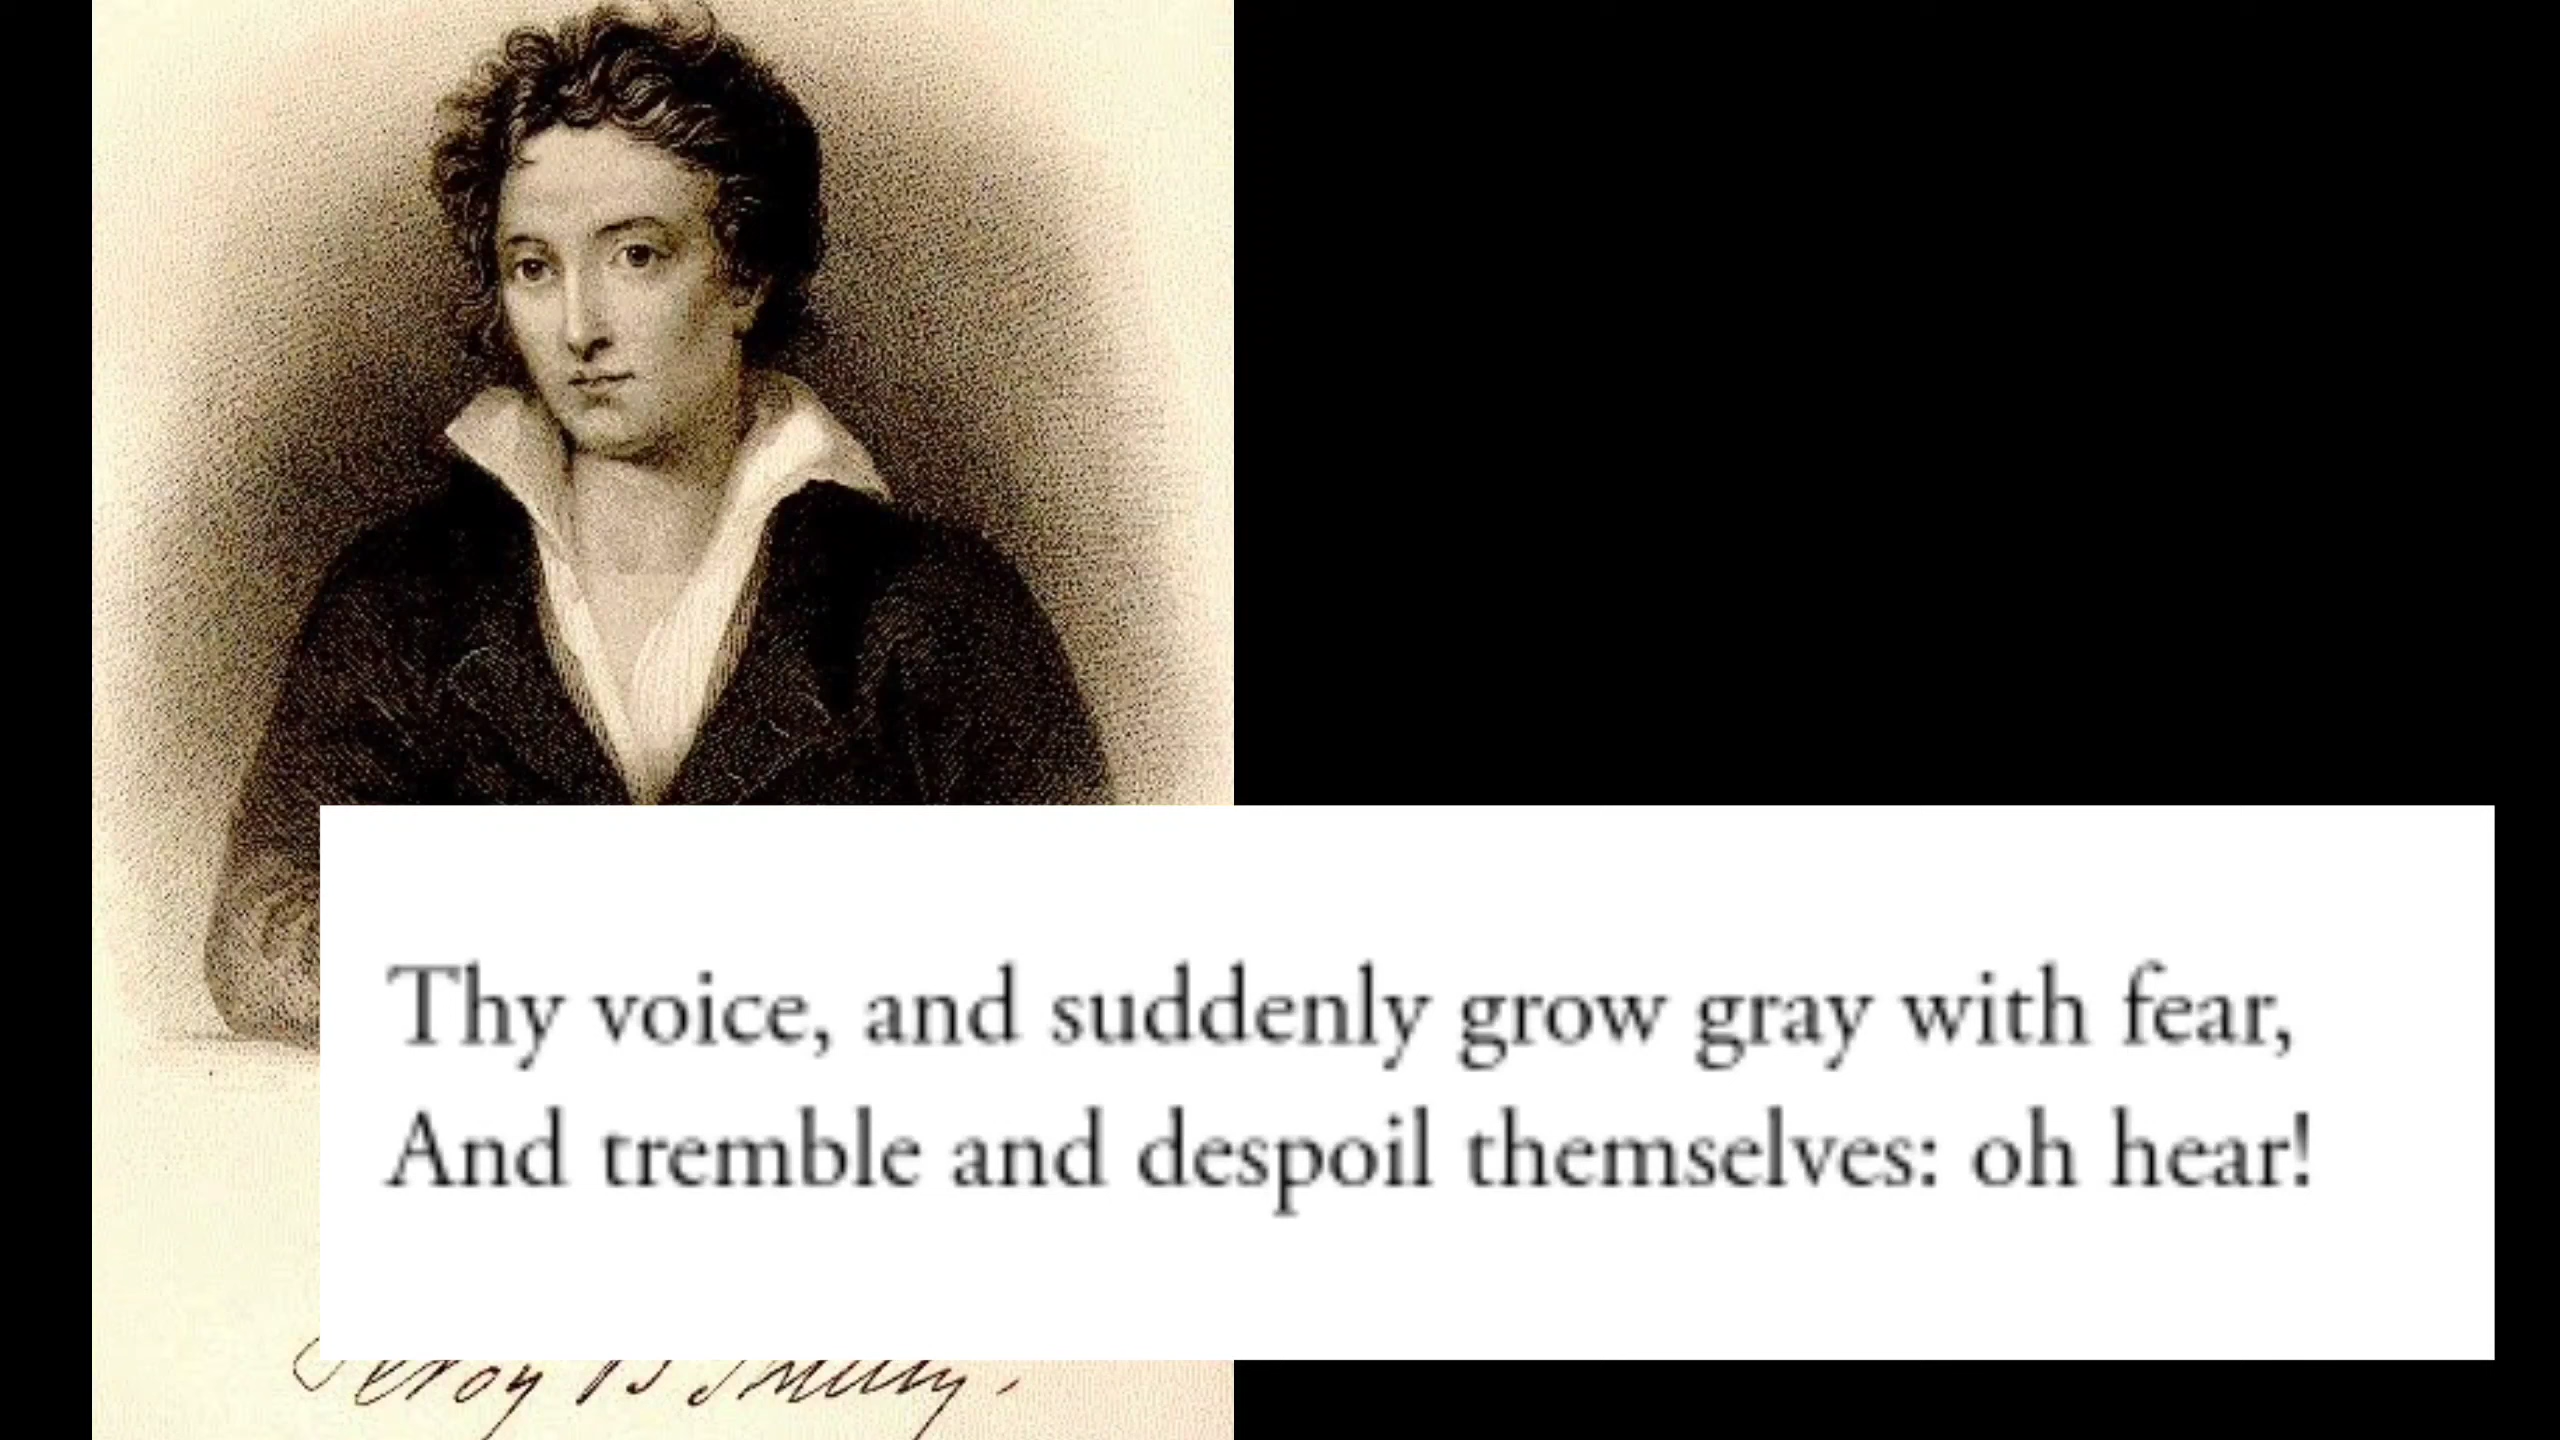 Thy voice, and suddenly grow gray with fear,
And tremble and despoil themselves: oh hear!